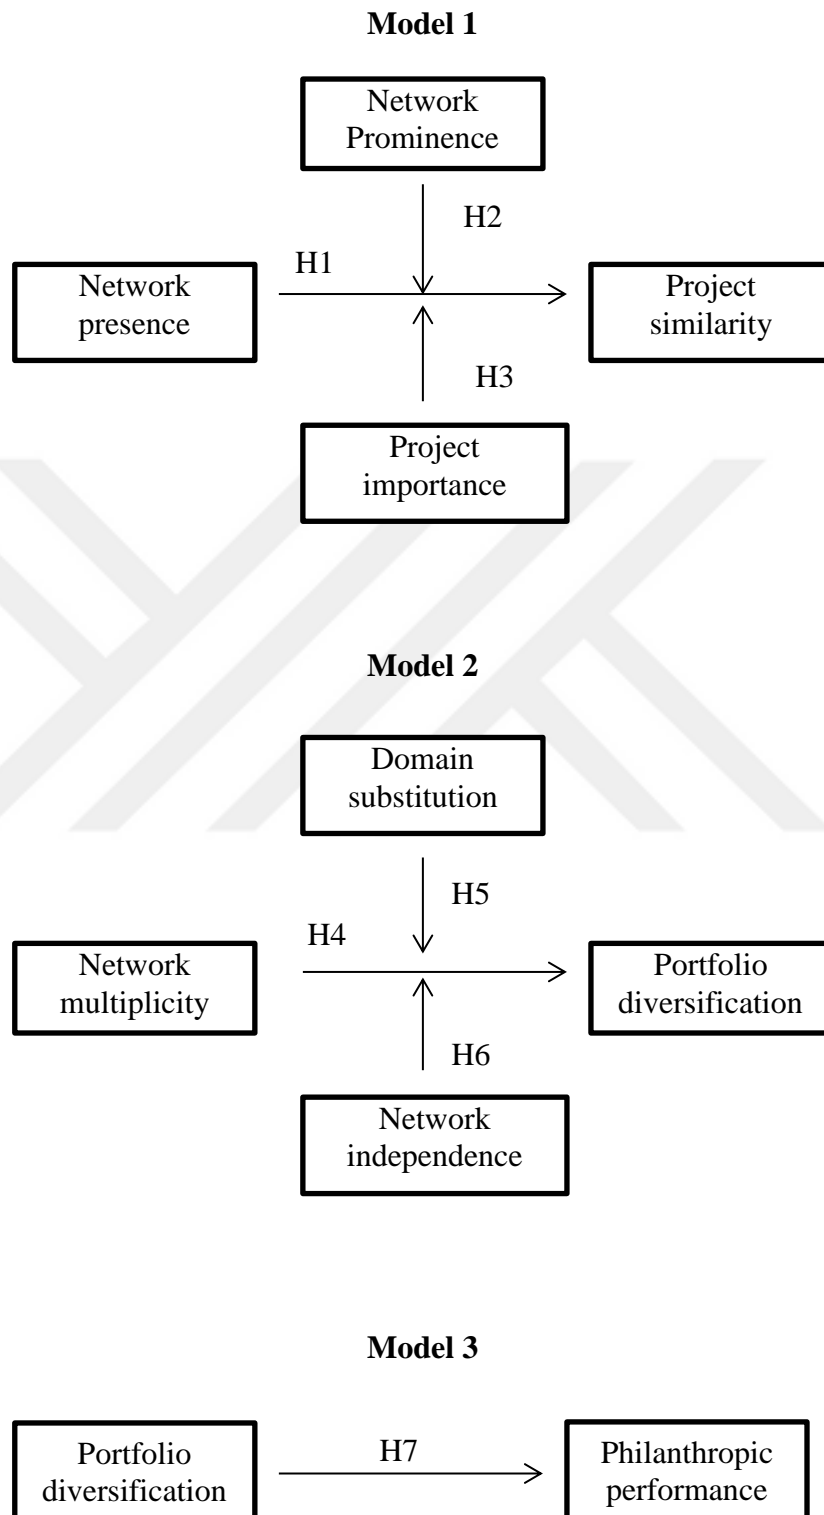 Model 1
Network
Prominence
H2
H1
Network
presence
Project
similarity
H3
Project
importance
Model 2
Domain
substitution
H5
H4
Network
multiplicity
Portfolio
diversification
H6
Network
independence
Model 3
Portfolio
diversification
H7
Philanthropic
performance